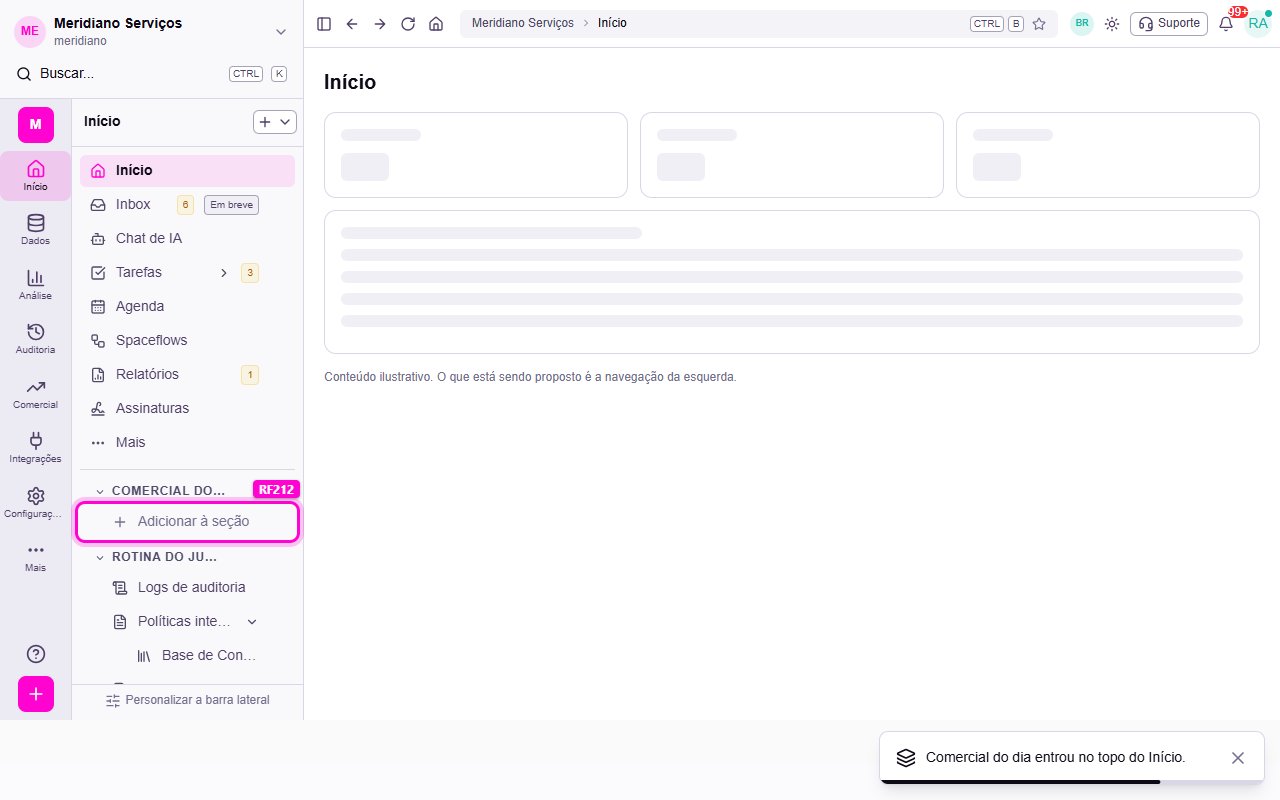 ME
Meridiano Serviços
meridiano
Buscar...
CTRL K
M
Início
Dados
Análise
Auditoria
Comercial
Integrações
Configuraç...
Mais
Início
Início
Inbox 6 Em breve
Chat de IA
Tarefas 3
Agenda
Spaceflows
Relatórios 1
Assinaturas
Mais
COMERCIAL DO... RF212
Adicionar à seção
ROTINA DO JU...
Logs de auditoria
Políticas inte...
Base de Con...
Personalizar a barra lateral
Meridiano Serviços > Início CTRL B
BR
Suporte
99+
RA
Início
Conteúdo ilustrativo. O que está sendo proposto é a navegação da esquerda.
Comercial do dia entrou no topo do Início.